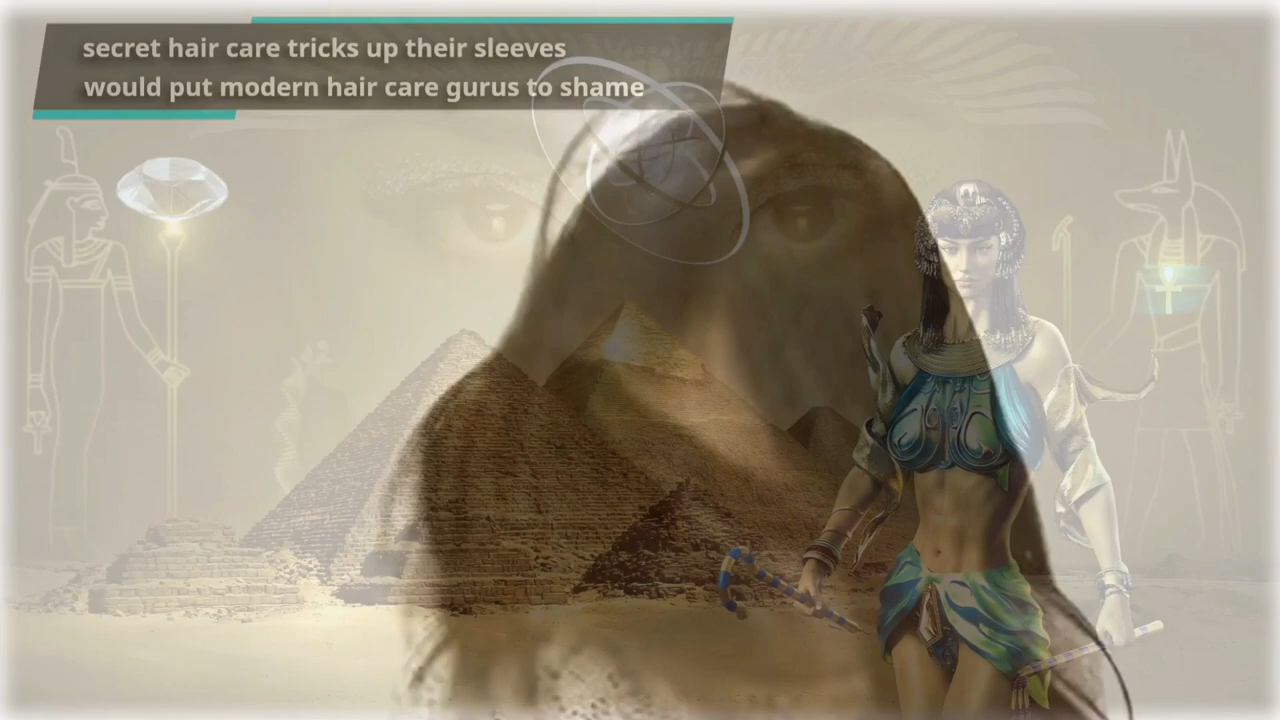 secret hair care tricks up their sleeves
would put modern hair care gurus to shame